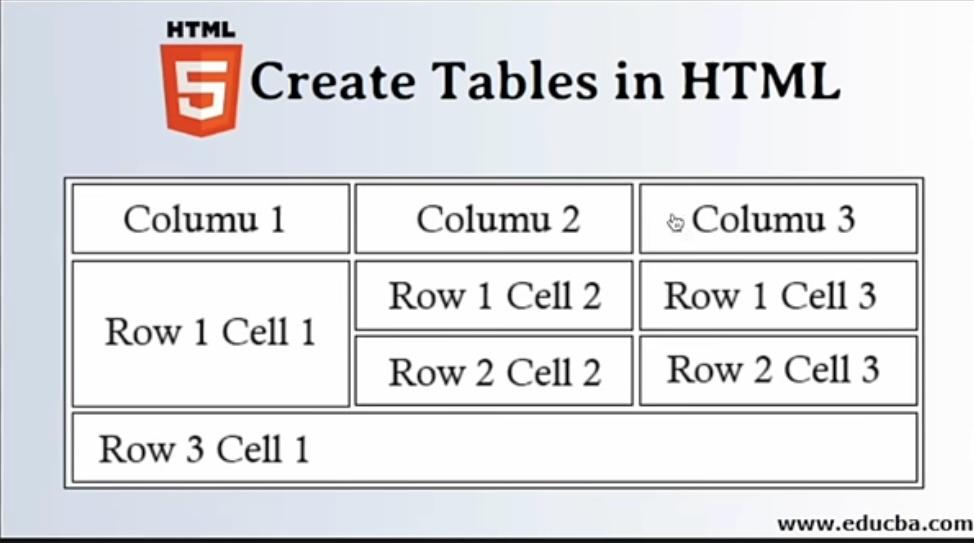 HTML
5 Create Tables in HTML
Columu 1 Columu 2 Columu 3
Row 1 Cell 1 Row 1 Cell 2 Row 1 Cell 3
Row 2 Cell 2 Row 2 Cell 3
Row 3 Cell 1
www.educba.com